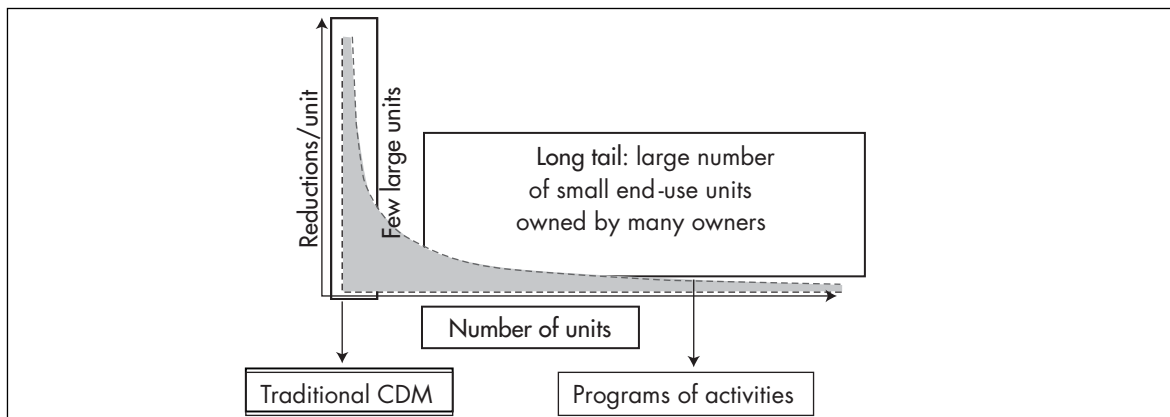 Reductions/unit
Few large units
Long tail: large number
of small end-use units
owned by many owners
Number of units
Traditional CDM
Programs of activities